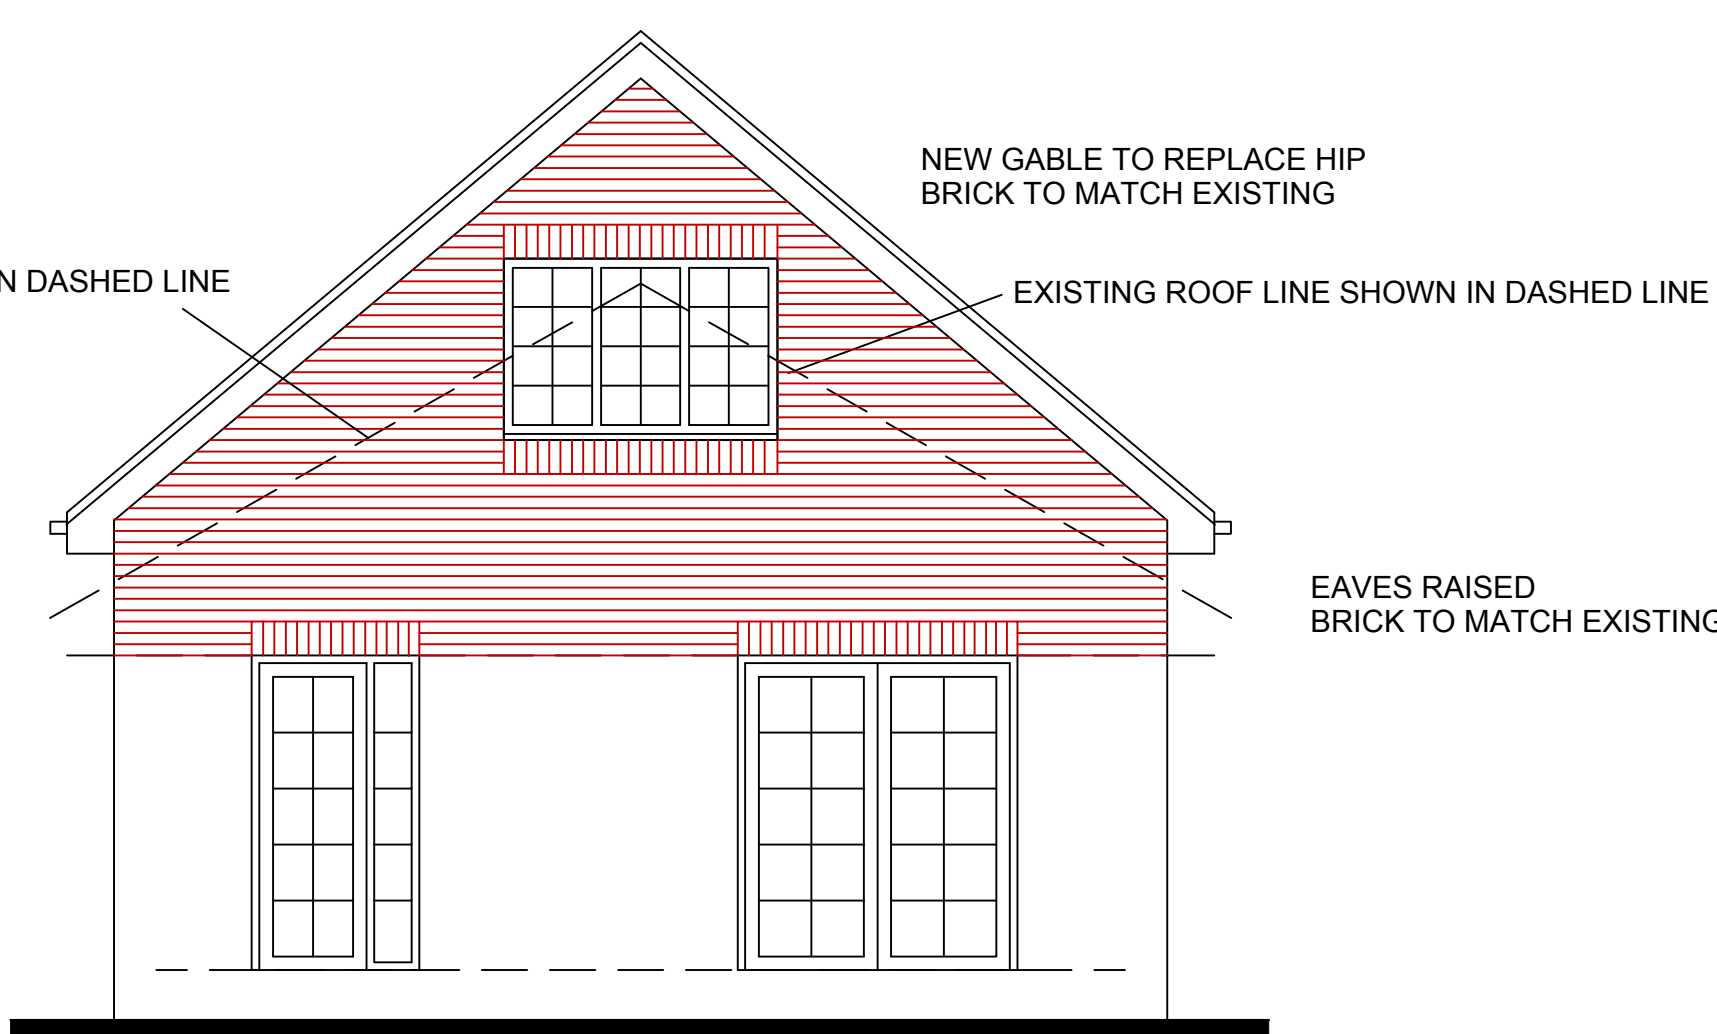 NEW GABLE TO REPLACE HIP
BRICK TO MATCH EXISTING
N DASHED LINE
EXISTING ROOF LINE SHOWN IN DASHED LINE
EAVES RAISED
BRICK TO MATCH EXISTING